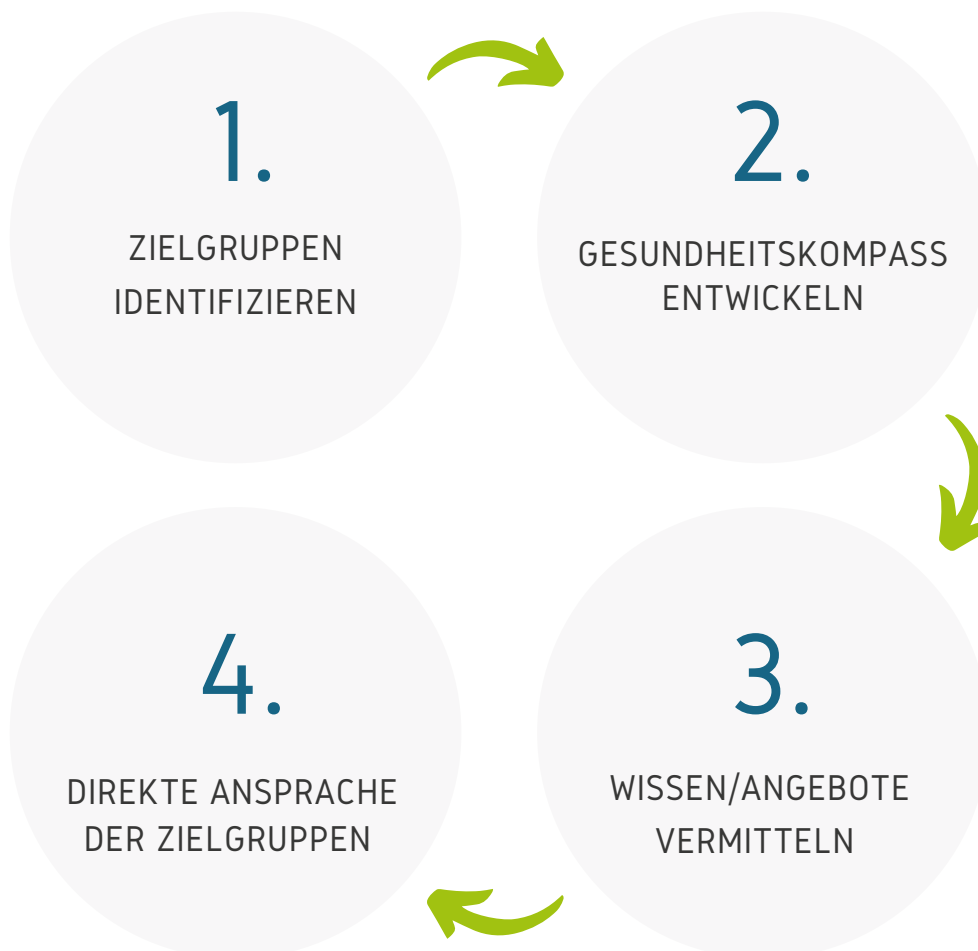 1.
ZIELGRUPPEN
IDENTIFIZIEREN
2.
GESUNDHEITSKOMPASS
ENTWICKELN
3.
WISSEN/ANGEBOTE
VERMITTELN
4.
DIREKTE ANSPRACHE
DER ZIELGRUPPEN